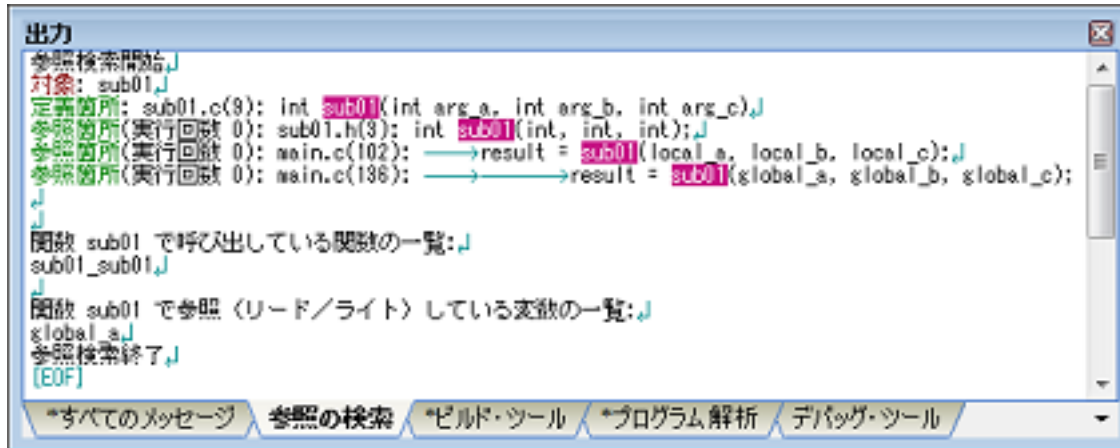 出力
参照検索開始↲
対象: sub01↲
定義箇所: sub01.c(9): int sub01(int arg_a, int arg_b, int arg_c)↲
参照箇所(実行回数 0): sub01.h(3): int sub01(int, int, int);↲
参照箇所(実行回数 0): main.c(102): →result = sub01(local_a, local_b, local_c);↲
参照箇所(実行回数 0): main.c(136): →→result = sub01(global_a, global_b, global_c);
↲
↲
関数 sub01 で呼び出している関数の一覧:↲
sub01_sub01↲
↲
関数 sub01 で参照（リード／ライト）している変数の一覧:↲
global_a↲
参照検索終了↲
[EOF]
*すべてのメッセージ 参照の検索 *ビルド・ツール *プログラム解析 デバッグ・ツール